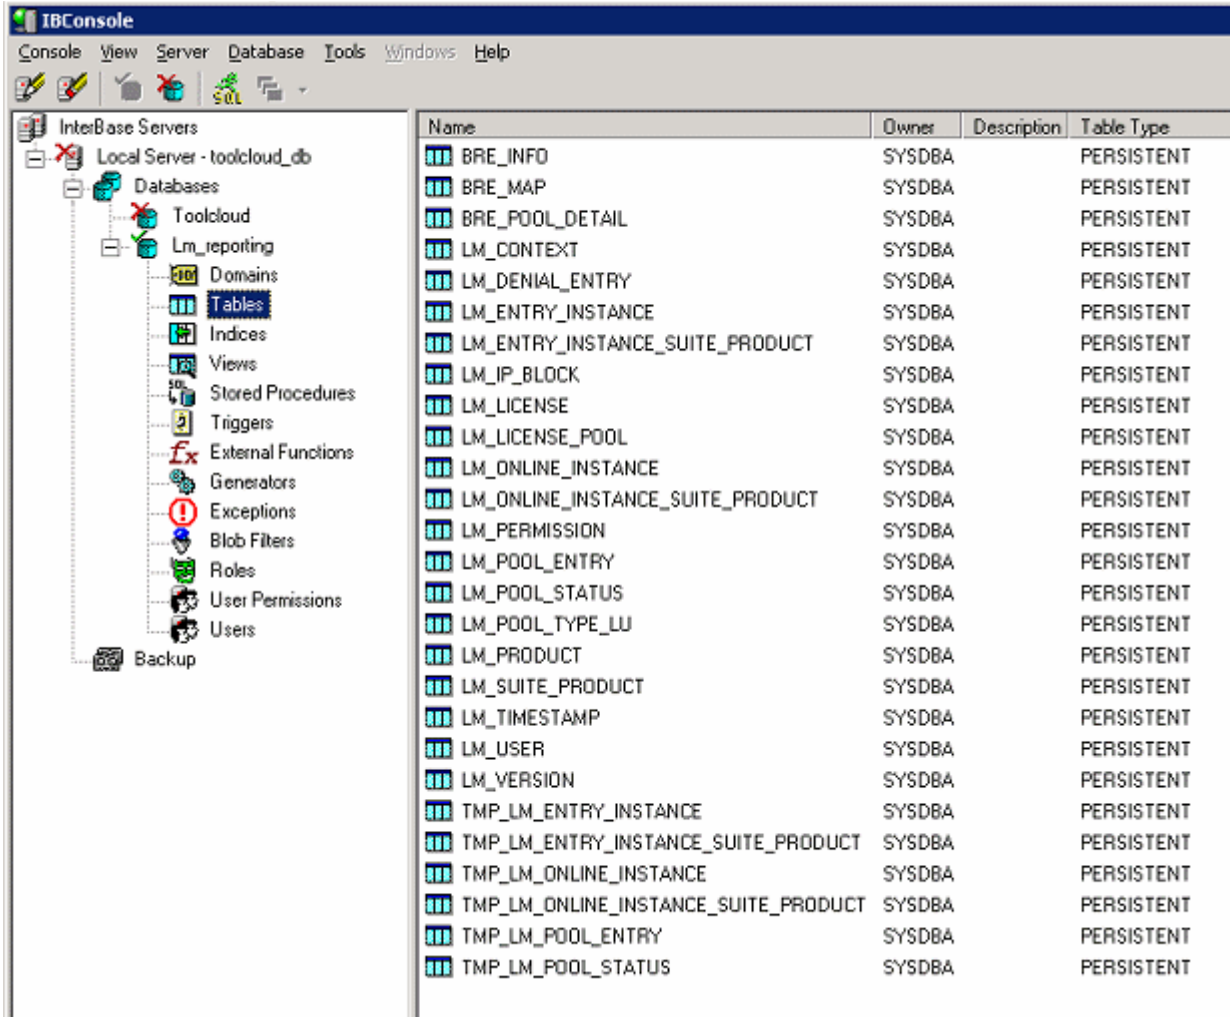 IBConsole
Console View Server Database Tools Windows Help
SQL
InterBase Servers
Local Server - toolcloud_db
Databases
Toolcloud
Lm_reporting
Domains
Tables
Indices
Views
Stored Procedures
Triggers
External Functions
Generators
Exceptions
Blob Filters
Roles
User Permissions
Users
Backup
Name Owner Description Table Type
BRE_INFO SYSDBA PERSISTENT
BRE_MAP SYSDBA PERSISTENT
BRE_POOL_DETAIL SYSDBA PERSISTENT
LM_CONTEXT SYSDBA PERSISTENT
LM_DENIAL_ENTRY SYSDBA PERSISTENT
LM_ENTRY_INSTANCE SYSDBA PERSISTENT
LM_ENTRY_INSTANCE_SUITE_PRODUCT SYSDBA PERSISTENT
LM_IP_BLOCK SYSDBA PERSISTENT
LM_LICENSE SYSDBA PERSISTENT
LM_LICENSE_POOL SYSDBA PERSISTENT
LM_ONLINE_INSTANCE SYSDBA PERSISTENT
LM_ONLINE_INSTANCE_SUITE_PRODUCT SYSDBA PERSISTENT
LM_PERMISSION SYSDBA PERSISTENT
LM_POOL_ENTRY SYSDBA PERSISTENT
LM_POOL_STATUS SYSDBA PERSISTENT
LM_POOL_TYPE_LU SYSDBA PERSISTENT
LM_PRODUCT SYSDBA PERSISTENT
LM_SUITE_PRODUCT SYSDBA PERSISTENT
LM_TIMESTAMP SYSDBA PERSISTENT
LM_USER SYSDBA PERSISTENT
LM_VERSION SYSDBA PERSISTENT
TMP_LM_ENTRY_INSTANCE SYSDBA PERSISTENT
TMP_LM_ENTRY_INSTANCE_SUITE_PRODUCT SYSDBA PERSISTENT
TMP_LM_ONLINE_INSTANCE SYSDBA PERSISTENT
TMP_LM_ONLINE_INSTANCE_SUITE_PRODUCT SYSDBA PERSISTENT
TMP_LM_POOL_ENTRY SYSDBA PERSISTENT
TMP_LM_POOL_STATUS SYSDBA PERSISTENT